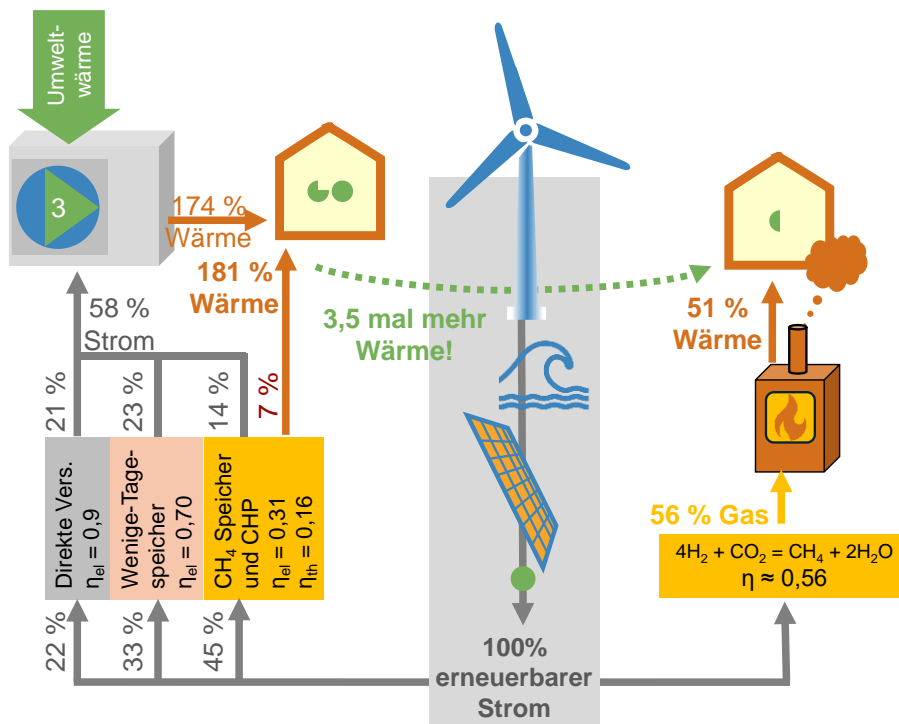 Umwelt-
wärme
3
174 %
Wärme
181 %
Wärme
58 %
Strom
21 %
23 %
14 %
7 %
Direkte Vers.
ηel = 0,9
Wenige-Tage-
speicher
ηel = 0,70
CH₄ Speicher
und CHP
ηel = 0,31
ηth = 0,16
22 %
33 %
45 %
3,5 mal mehr
Wärme!
100%
erneuerbarer
Strom
51 %
Wärme
56 % Gas
4H₂ + CO₂ = CH₄ + 2H₂O
η ≈ 0,56